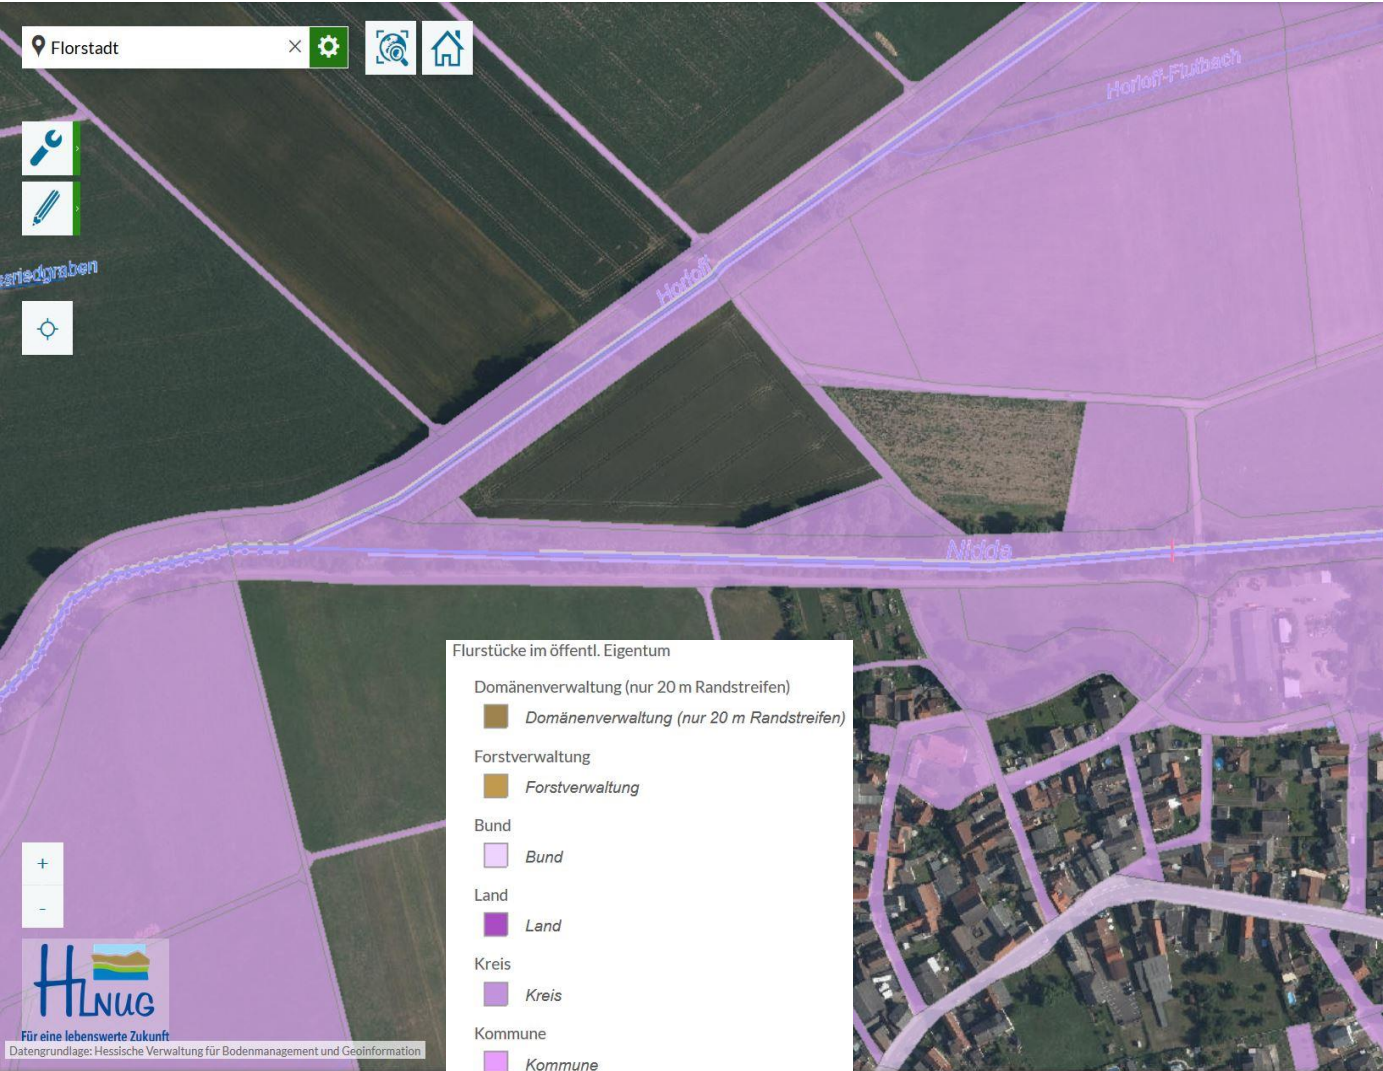 Florstadt
Horloff-Flutbach
Horloff
Nidda
Flurstücke im öffentl. Eigentum
Domänenverwaltung (nur 20 m Randstreifen)
Domänenverwaltung (nur 20 m Randstreifen)
Forstverwaltung
Forstverwaltung
Bund
Bund
Land
Land
Kreis
Kreis
Kommune
Kommune
+
-
HLNUG
Für eine lebenswerte Zukunft
Datengrundlage: Hessische Verwaltung für Bodenmanagement und Geoinformation